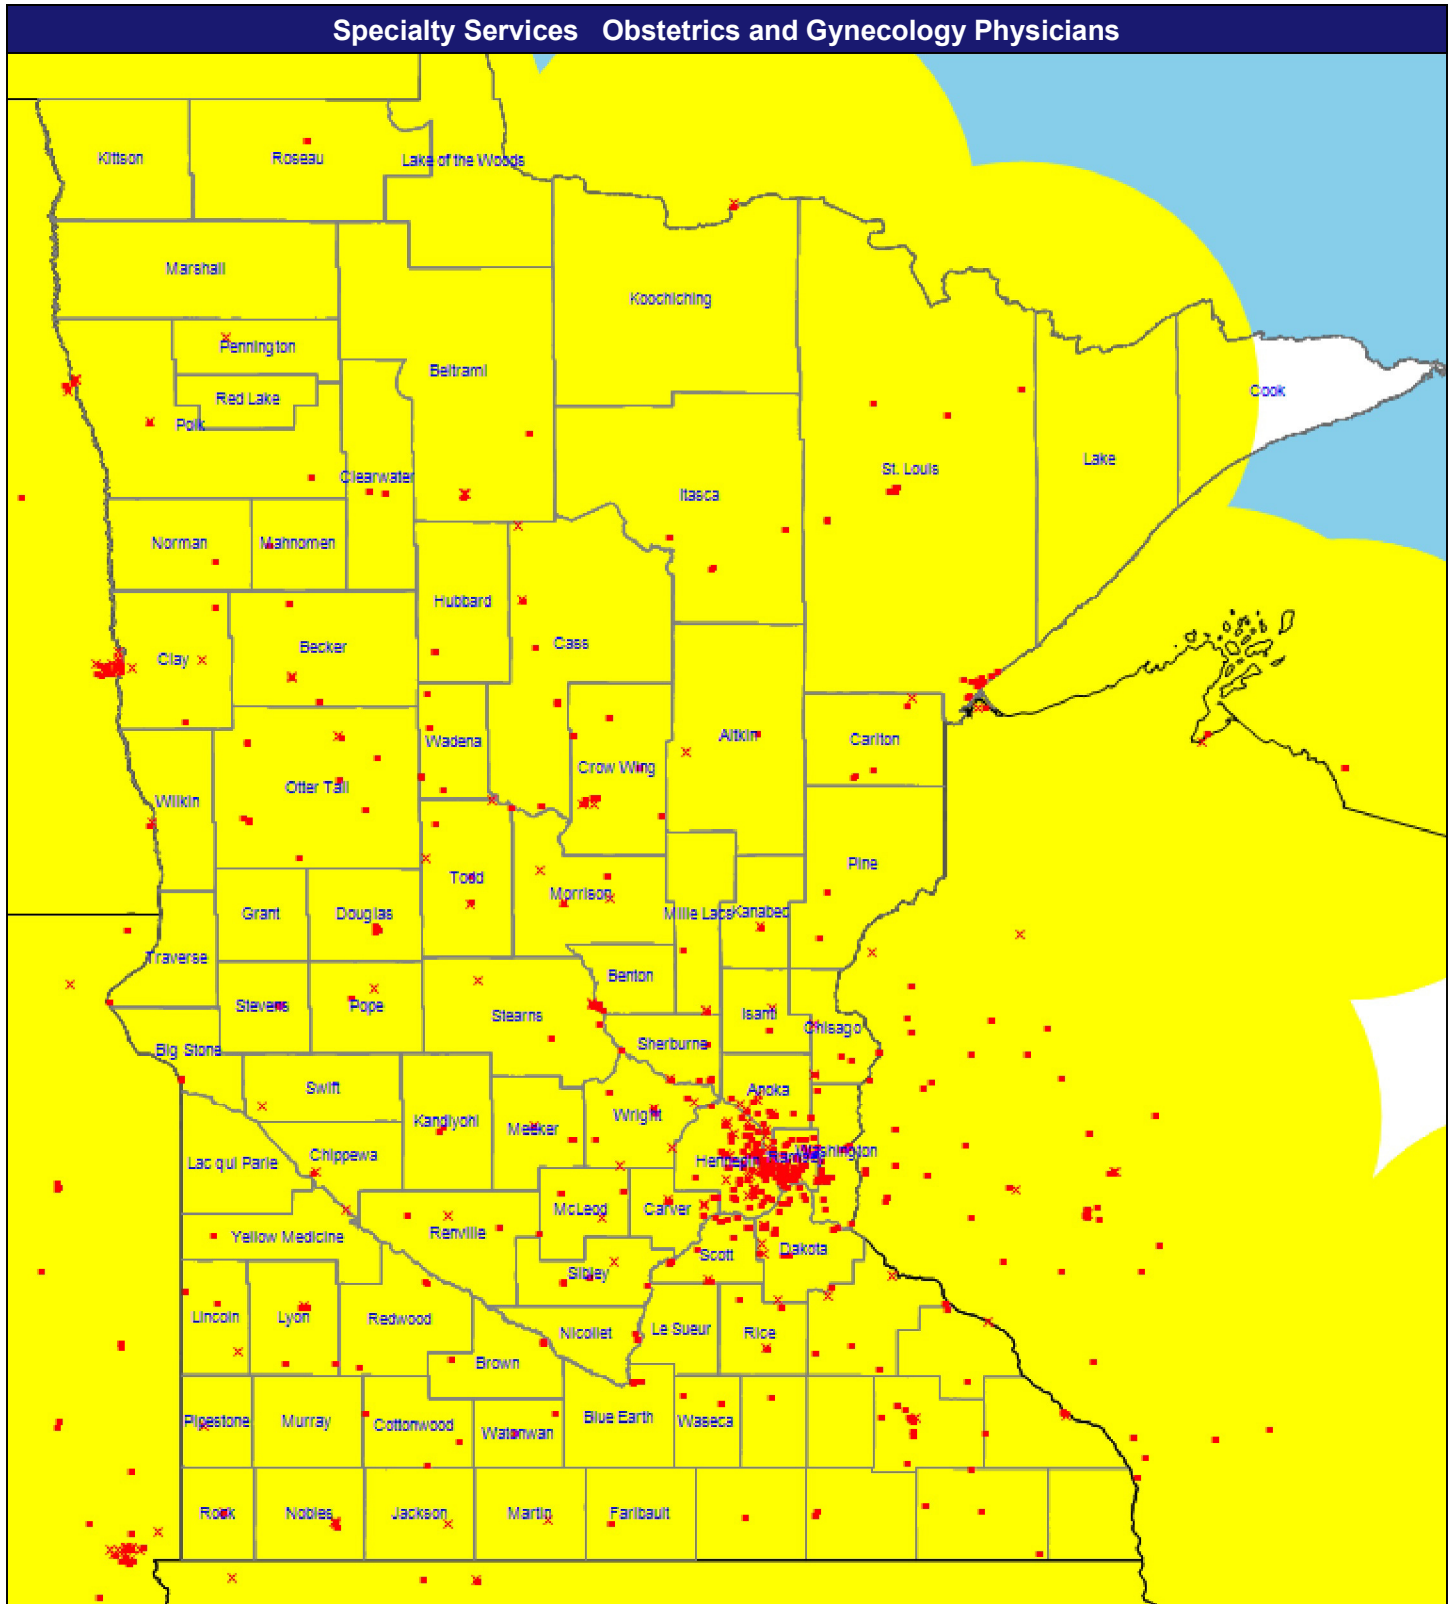 Specialty Services   Obstetrics and Gynecology Physicians
Kittson
Roseau
Lake of the Woods
Marshall
Koochiching
Pennington
Beltrami
Red Lake
Cook
Polk
Lake
St. Louis
Clearwater
Itasca
Norman
Mahnomen
Hubbard
Cass
Becker
Clay
Aitkin
Carlton
Wadena
Crow Wing
Otter Tail
Wilkin
Pine
Todd
Morrison
Grant
Douglas
Mille Lacs
Kanabec
Traverse
Benton
Stevens
Pope
Stearns
Isanti
Chisago
Sherburne
Big Stone
Swift
Anoka
Wright
Kandiyohi
Meeker
Chippewa
Lac qui Parle
Hennepin
Ramsey
Washington
McLeod
Carver
Renville
Yellow Medicine
Scott
Dakota
Sibley
Lincoln
Lyon
Redwood
Nicollet
Le Sueur
Rice
Brown
Pipestone
Murray
Cottonwood
Watonwan
Blue Earth
Waseca
Rock
Nobles
Jackson
Martin
Faribault